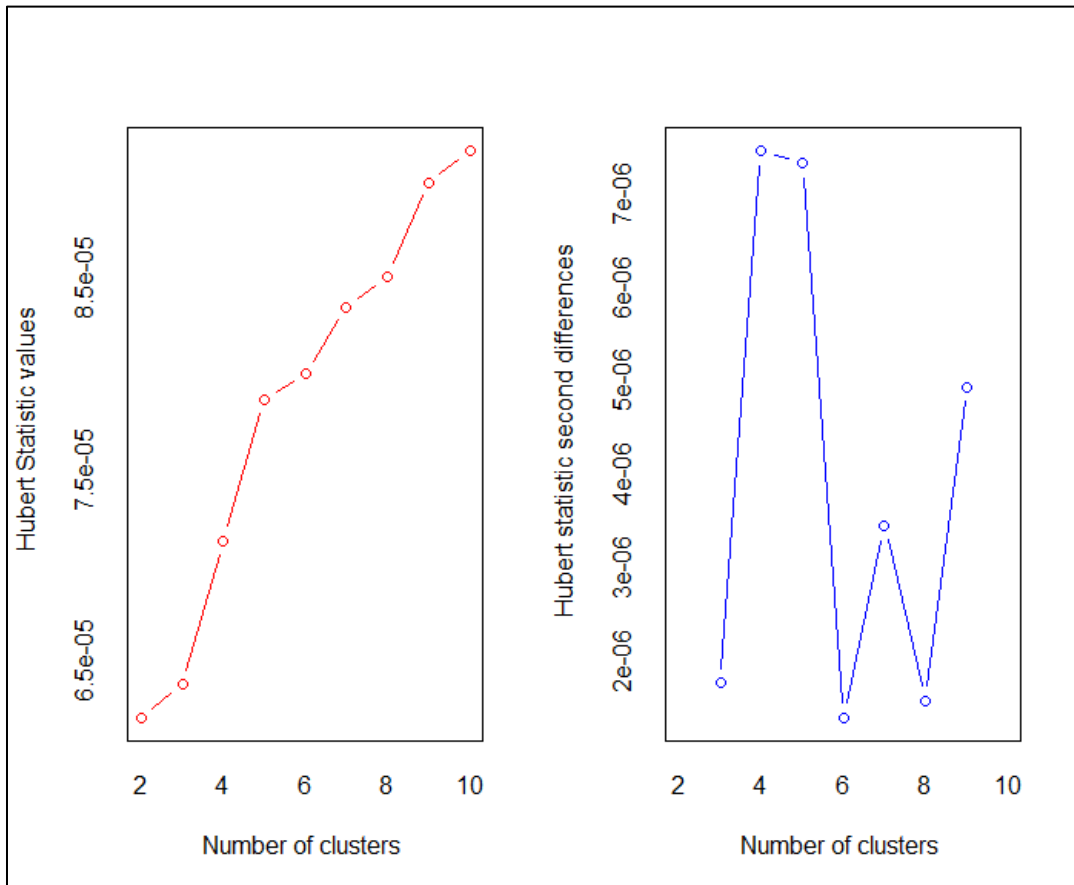 Hubert Statistic values
6.5e-05 7.5e-05 8.5e-05
2 4 6 8 10
Number of clusters
Hubert statistic second differences
2e-06 3e-06 4e-06 5e-06 6e-06 7e-06
2 4 6 8 10
Number of clusters